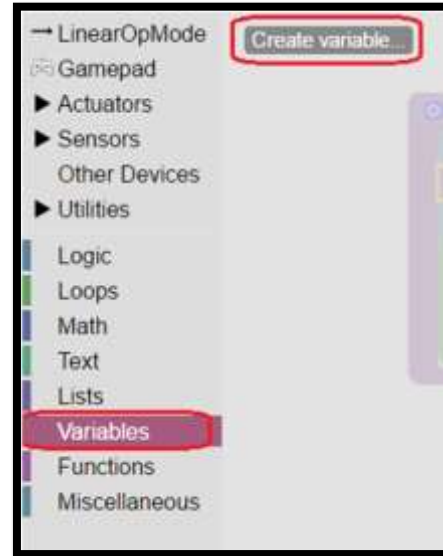 LinearOpMode
Create variable...
Gamepad
Actuators
Sensors
Other Devices
Utilities
Logic
Loops
Math
Text
Lists
Variables
Functions
Miscellaneous